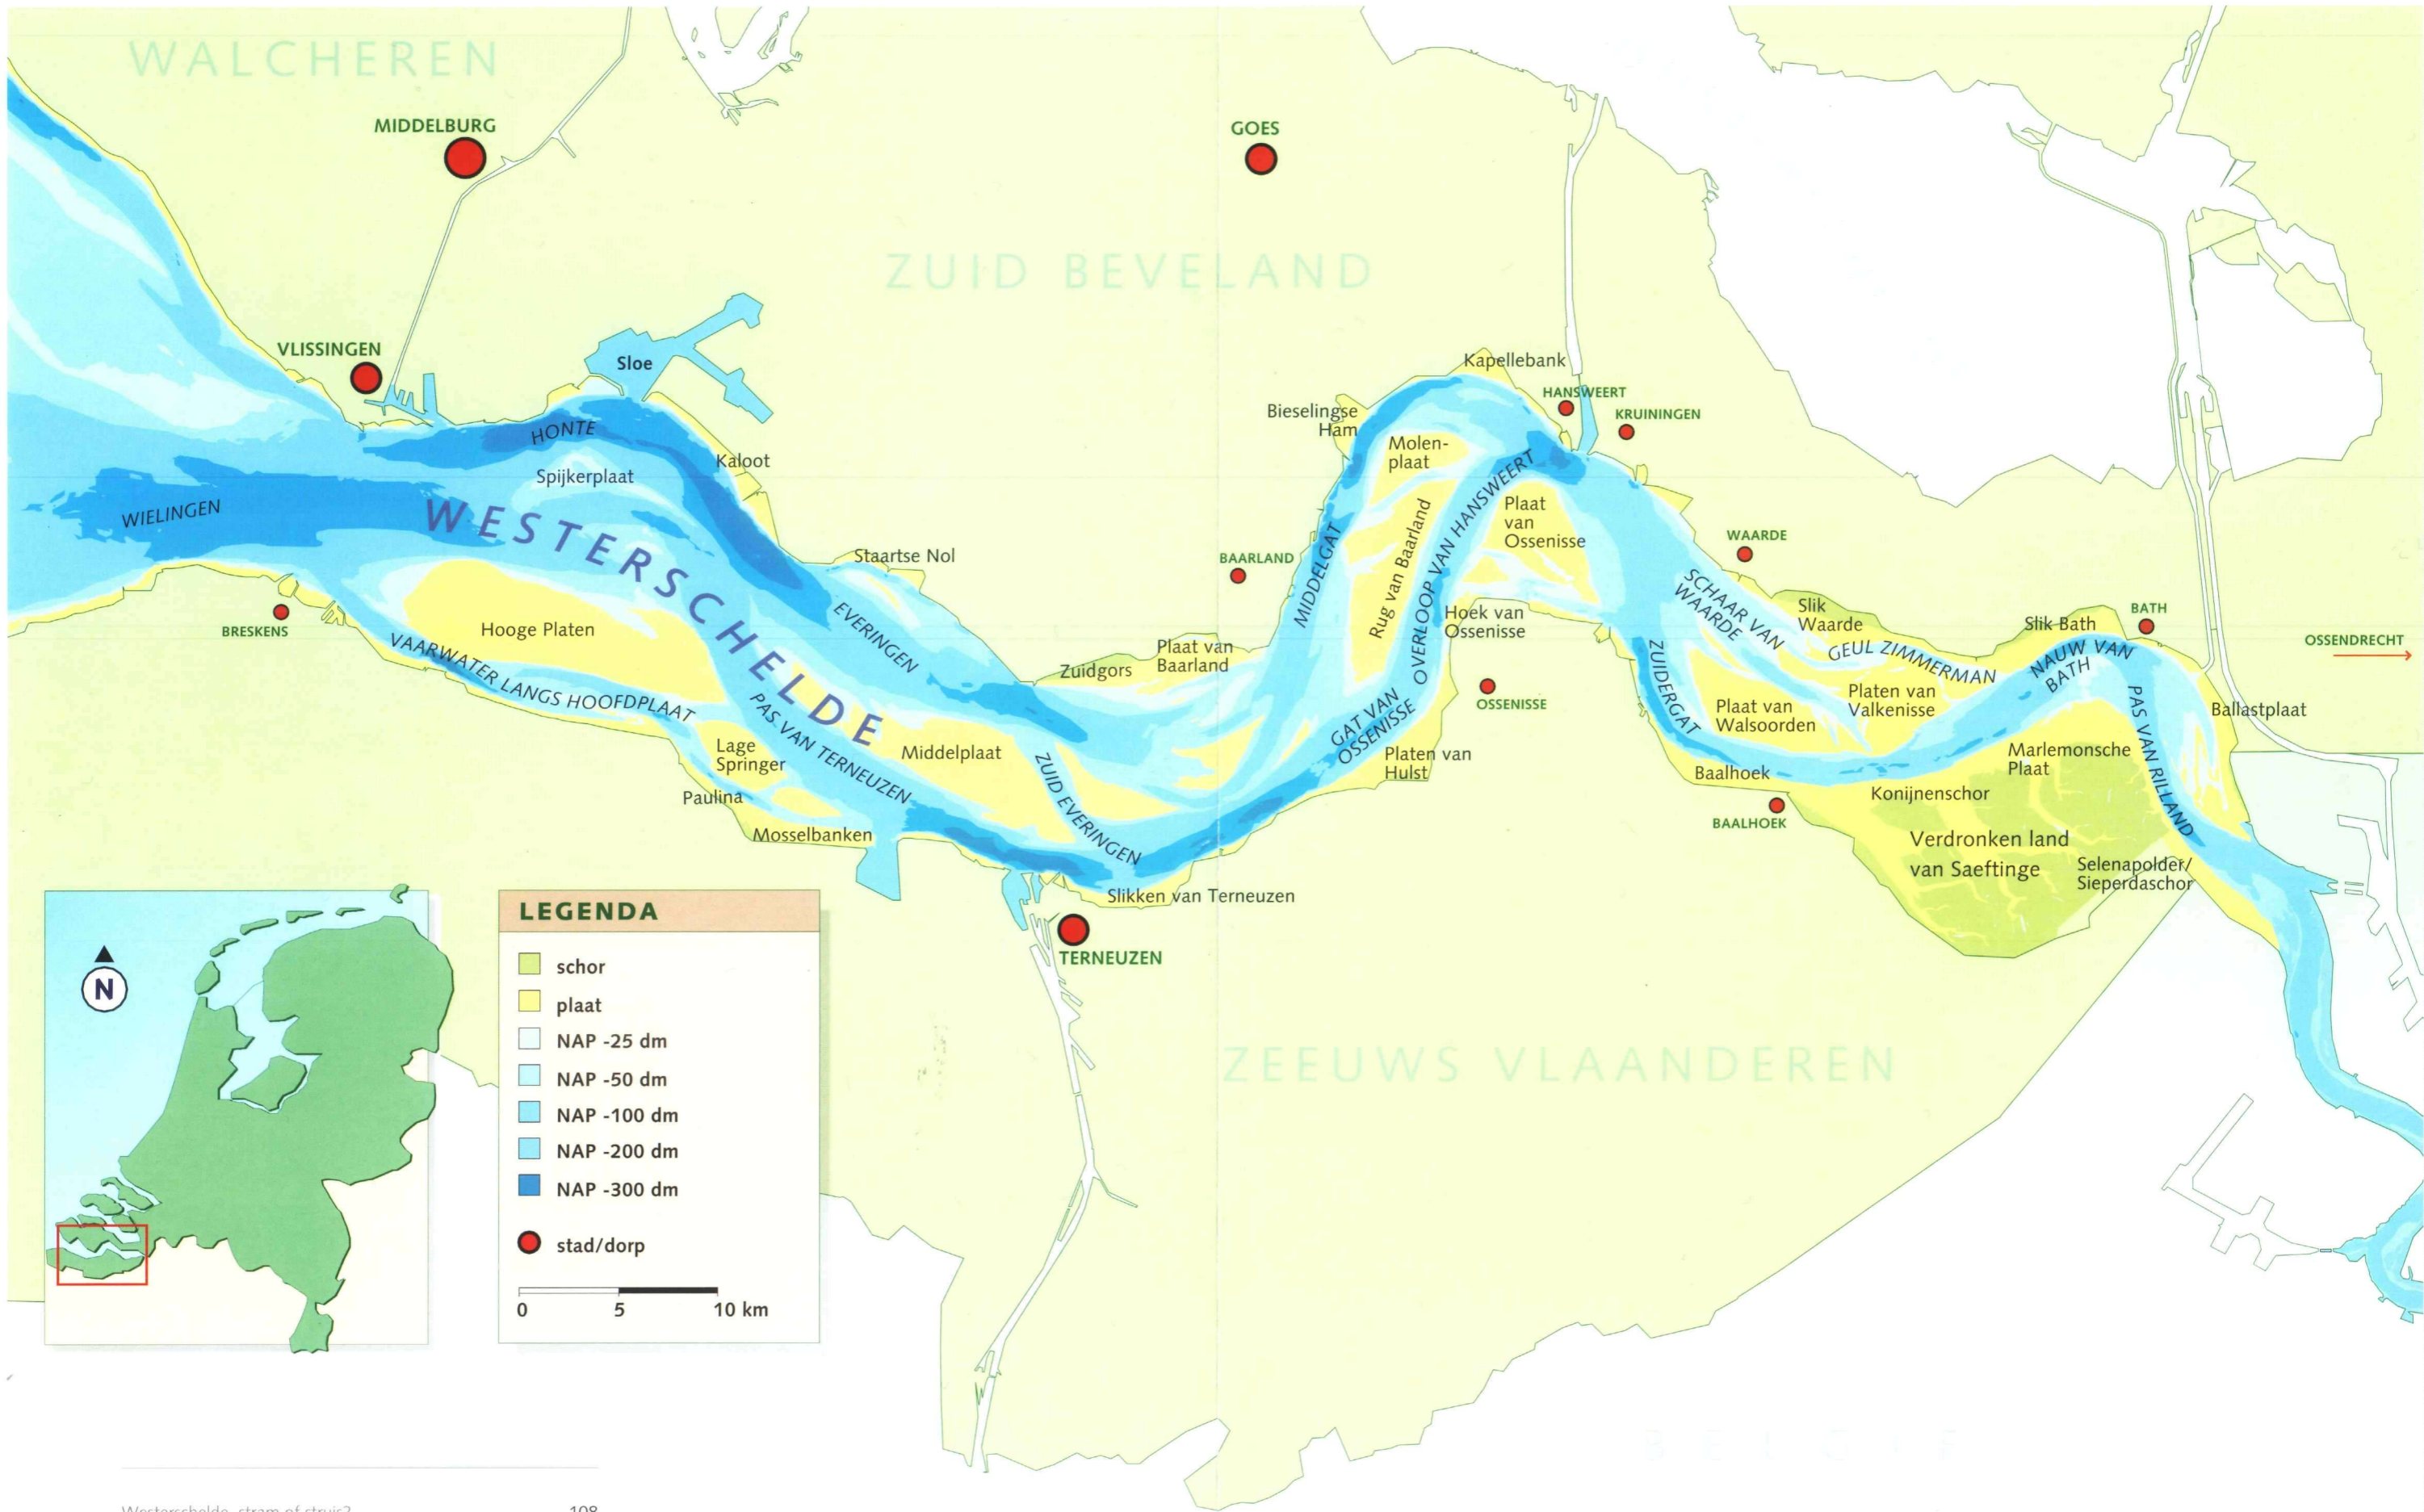 WALCHEREN
MIDDELBURG
GOES
ZUID BEVELAND
VLISSINGEN
Sloe
Kapellebank
HANSWEERT
KRUININGEN
Bieselingse
Ham
HONTE
Molen-
plaat
Kaloot
Spijkerplaat
WIELINGEN
WESTERSCHELDE
Plaat
van
Ossenisse
Staartse Nol
BAARLAND
MIDDELGAT
Rug van Baarland
OVERLOOP VAN HANSWEERT
WAARDE
SCHAAR VAN
WAARDE
Slik
Waarde
Slik Bath
BATH
OSSENDRECHT
BRESKENS
Hooge Platen
EVERINGEN
Hoek van
Ossenisse
VAARWATER LANGS HOOFDPLAAT
Zuidgors
Plaat van
Baarland
ZUIDERGAT
GEUL ZIMMERMAN
NAUW VAN
BATH
PAS VAN TERNEUZEN
GAT VAN
OSSENISSE
OSSENISSE
Plaat van
Walsoorden
Platen van
Valkenisse
PAS VAN RILLAND
Ballastplaat
Lage
Springer
Middelplaat
ZUID EVERINGEN
Platen van
Hulst
Baalhoek
Marlemonsche
Plaat
Paulina
Konijnenschor
BAALHOEK
Mosselbanken
Verdronken land
van Saeftinge
Selenapolder/
Sieperdaschor
Slikken van Terneuzen
TERNEUZEN
ZEEUWS VLAANDEREN
N
LEGENDA
schor
plaat
NAP -25 dm
NAP -50 dm
NAP -100 dm
NAP -200 dm
NAP -300 dm
stad/dorp
0 5 10 km